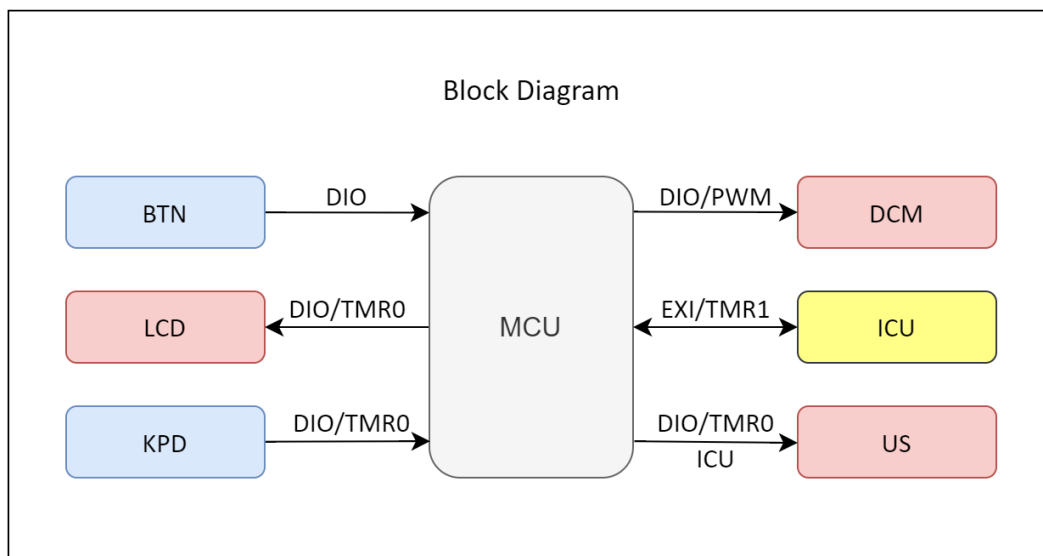 Block Diagram
BTN
DIO
MCU
DIO/PWM
DCM
LCD
DIO/TMR0
EXI/TMR1
ICU
KPD
DIO/TMR0
DIO/TMR0
ICU
US